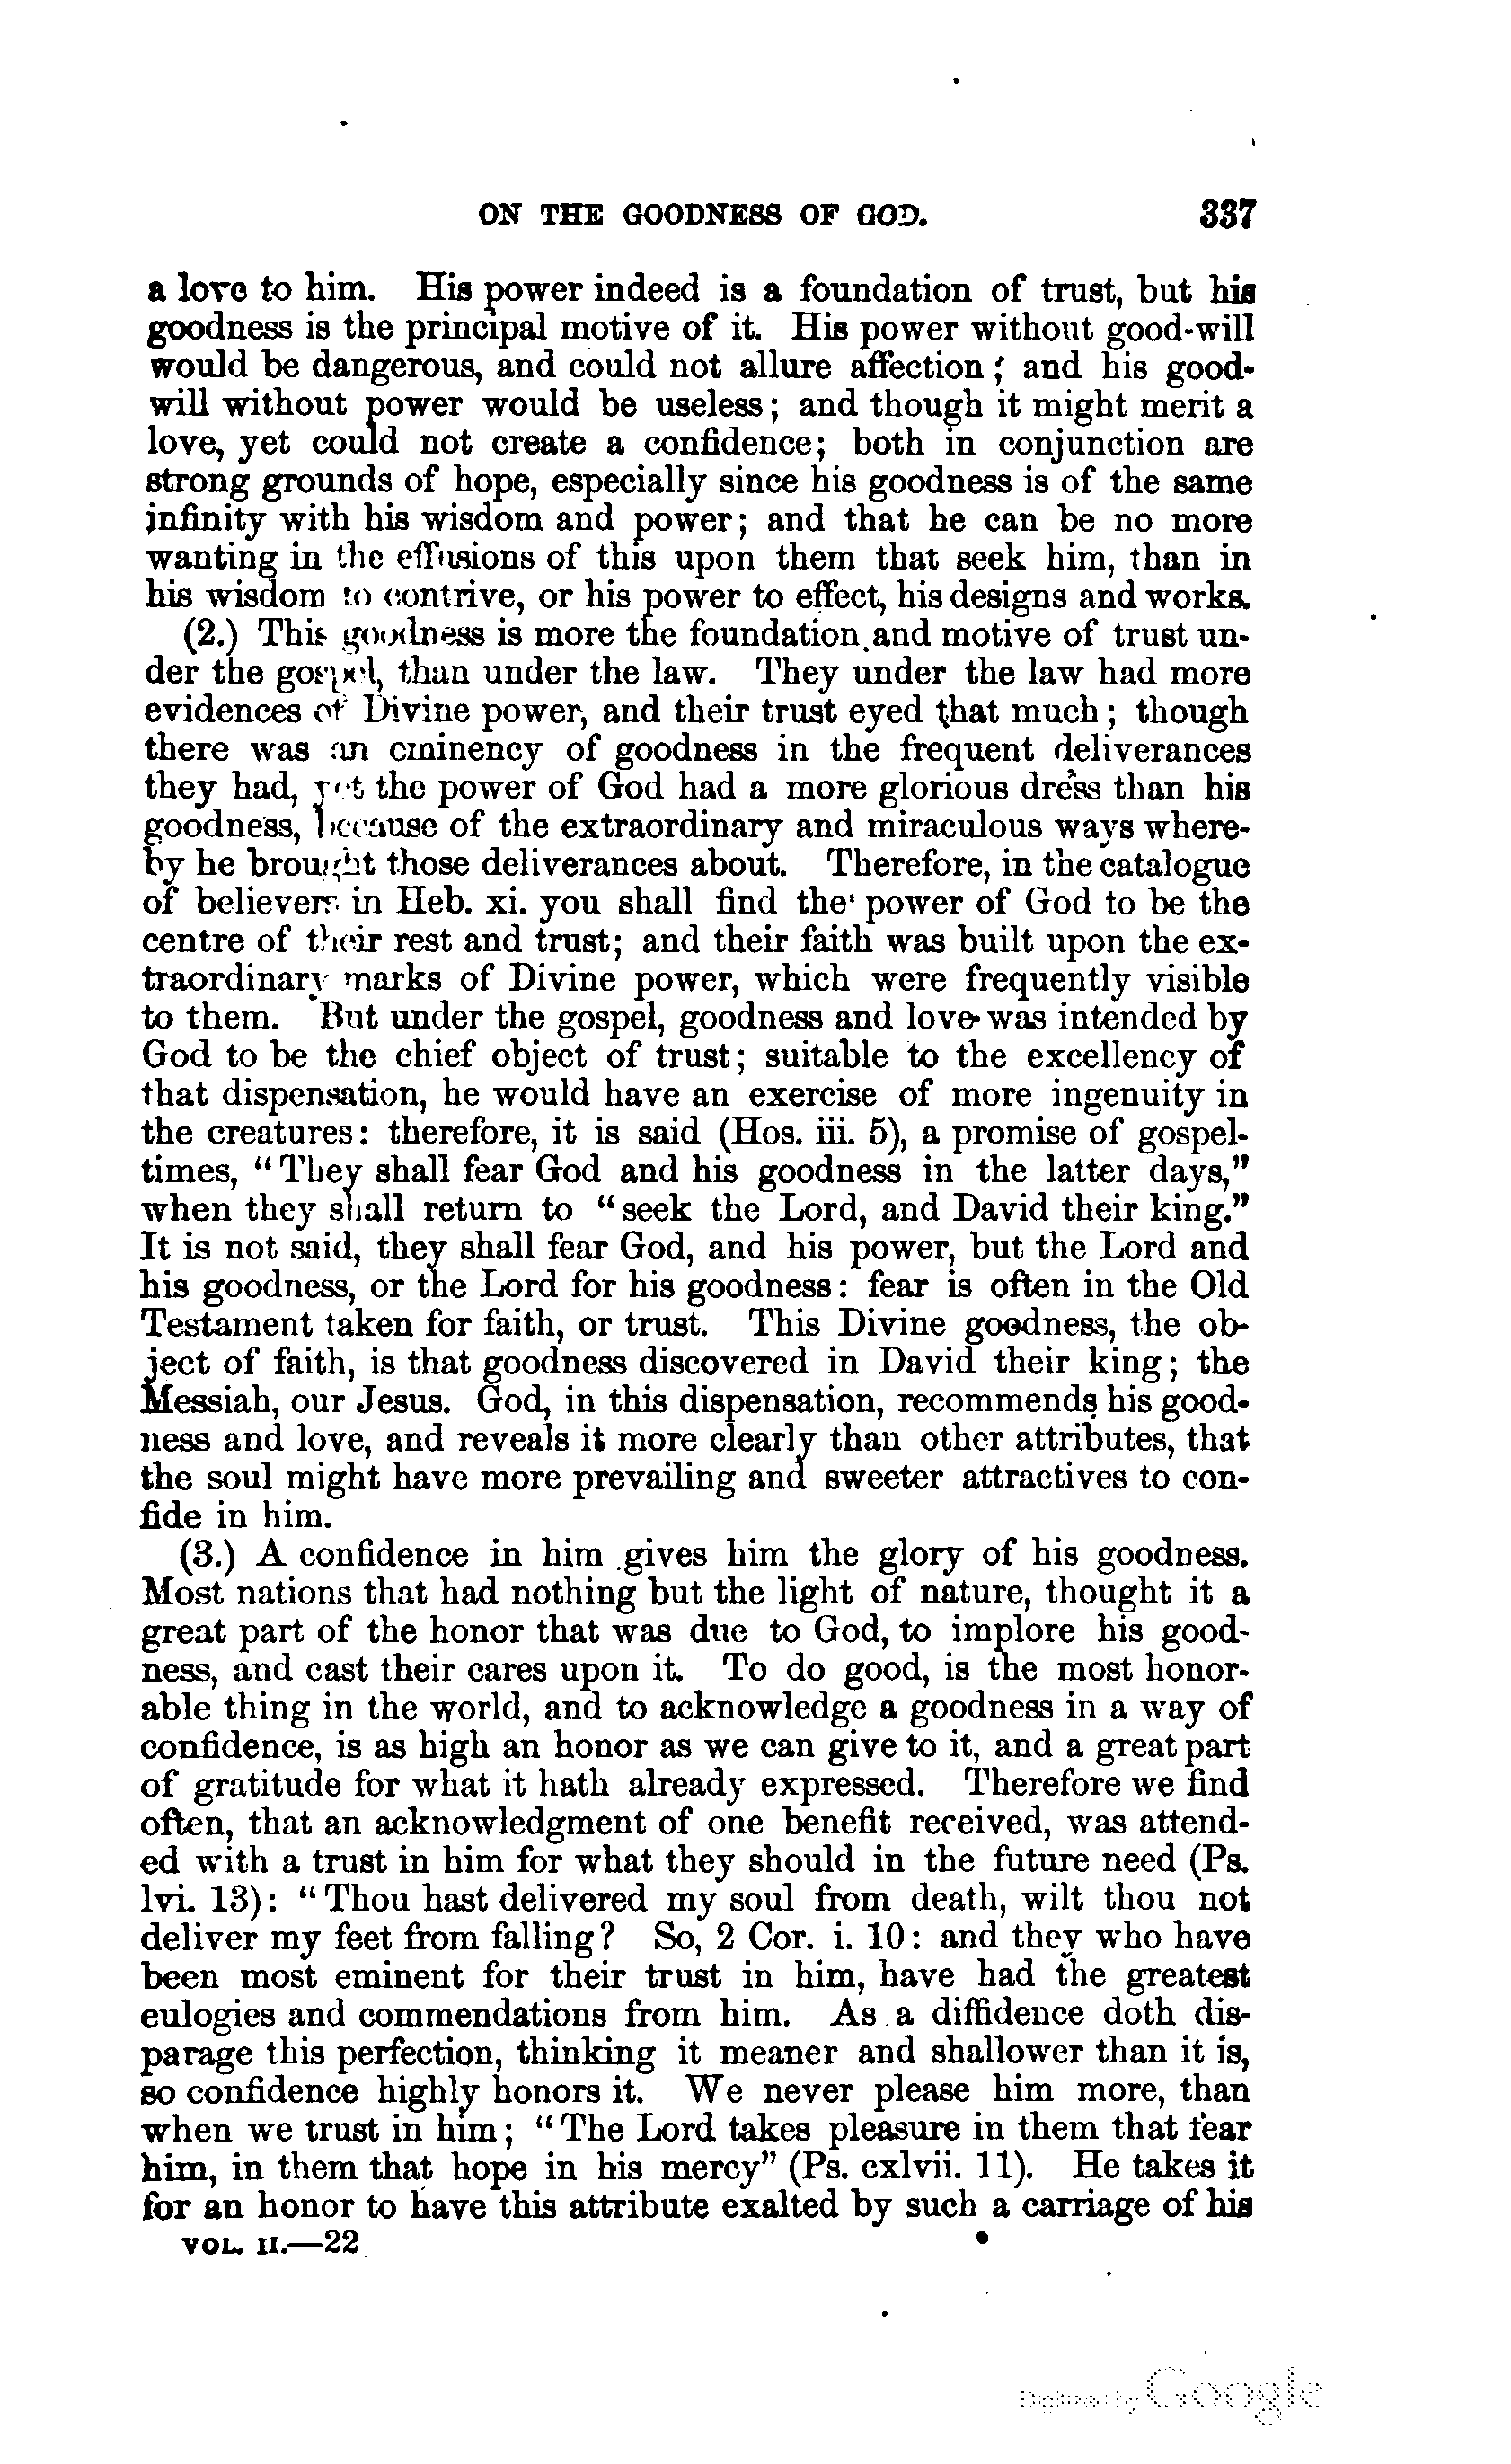 ON THE GOODNESS OF GOD. 337
a love to him. His power indeed is a foundation of trust, but his
goodness is the principal motive of it. His power without good-will
would be dangerous, and could not allure affection; and his good-
will without power would be useless; and though it might merit a
love, yet could not create a confidence; both in conjunction are
strong grounds of hope, especially since his goodness is of the same
infinity with his wisdom and power; and that he can be no more
wanting in the effusions of this upon them that seek him, than in
his wisdom to contrive, or his power to effect, his designs and works.
(2.) This goodness is more the foundation and motive of trust un-
der the gospel, than under the law. They under the law had more
evidences of Divine power, and their trust eyed that much; though
there was an eminency of goodness in the frequent deliverances
they had, yet the power of God had a more glorious dress than his
goodness, because of the extraordinary and miraculous ways where-
by he brought those deliverances about. Therefore, in the catalogue
of believers in Heb. xi. you shall find the power of God to be the
centre of their rest and trust; and their faith was built upon the ex-
traordinary marks of Divine power, which were frequently visible
to them. But under the gospel, goodness and love was intended by
God to be the chief object of trust; suitable to the excellency of
that dispensation, he would have an exercise of more ingenuity in
the creatures: therefore, it is said (Hos. iii. 5), a promise of gospel-
times, "They shall fear God and his goodness in the latter days,"
when they shall return to "seek the Lord, and David their king."
It is not said, they shall fear God, and his power, but the Lord and
his goodness, or the Lord for his goodness: fear is often in the Old
Testament taken for faith, or trust. This Divine goodness, the ob-
ject of faith, is that goodness discovered in David their king; the
Messiah, our Jesus. God, in this dispensation, recommends his good-
ness and love, and reveals it more clearly than other attributes, that
the soul might have more prevailing and sweeter attractives to con-
fide in him.
(3.) A confidence in him gives him the glory of his goodness.
Most nations that had nothing but the light of nature, thought it a
great part of the honor that was due to God, to implore his good-
ness, and cast their cares upon it. To do good, is the most honor-
able thing in the world, and to acknowledge a goodness in a way of
confidence, is as high an honor as we can give to it, and a great part
of gratitude for what it hath already expressed. Therefore we find
often, that an acknowledgment of one benefit received, was attend-
ed with a trust in him for what they should in the future need (Ps.
lvi. 13): "Thou hast delivered my soul from death, wilt thou not
deliver my feet from falling? So, 2 Cor. i. 10: and they who have
been most eminent for their trust in him, have had the greatest
eulogies and commendations from him. As a diffidence doth dis-
parage this perfection, thinking it meaner and shallower than it is,
so confidence highly honors it. We never please him more, than
when we trust in him; "The Lord takes pleasure in them that fear
him, in them that hope in his mercy" (Ps. cxlvii. 11). He takes it
for an honor to have this attribute exalted by such a carriage of his
VOL. II.—22
Digitized by Google